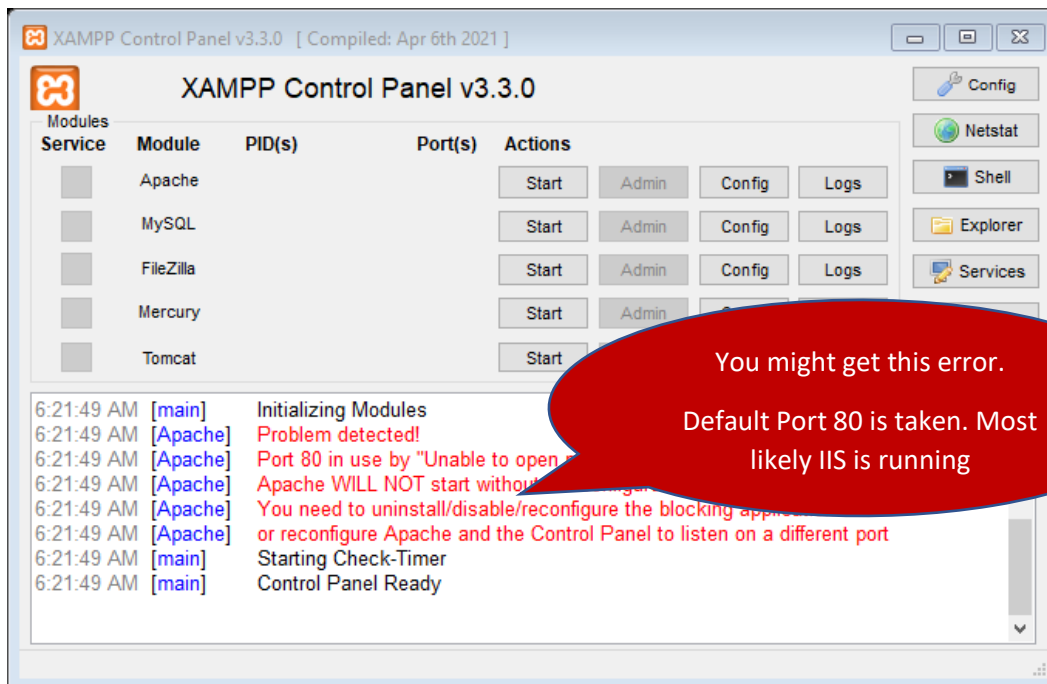 XAMPP Control Panel v3.3.0 [ Compiled: Apr 6th 2021 ]
XAMPP Control Panel v3.3.0
Config
Modules
Service Module PID(s) Port(s) Actions
Netstat
Apache Start Admin Config Logs
Shell
MySQL Start Admin Config Logs
Explorer
FileZilla Start Admin Config Logs
Services
Mercury Start Admin
Tomcat Start
You might get this error.
Default Port 80 is taken. Most
likely IIS is running
6:21:49 AM [main] Initializing Modules
6:21:49 AM [Apache] Problem detected!
6:21:49 AM [Apache] Port 80 in use by "Unable to open
6:21:49 AM [Apache] Apache WILL NOT start
6:21:49 AM [Apache] You need to uninstall/disable/reconfigure the blocking
6:21:49 AM [Apache] or reconfigure Apache and the Control Panel to listen on a different port
6:21:49 AM [main] Starting Check-Timer
6:21:49 AM [main] Control Panel Ready